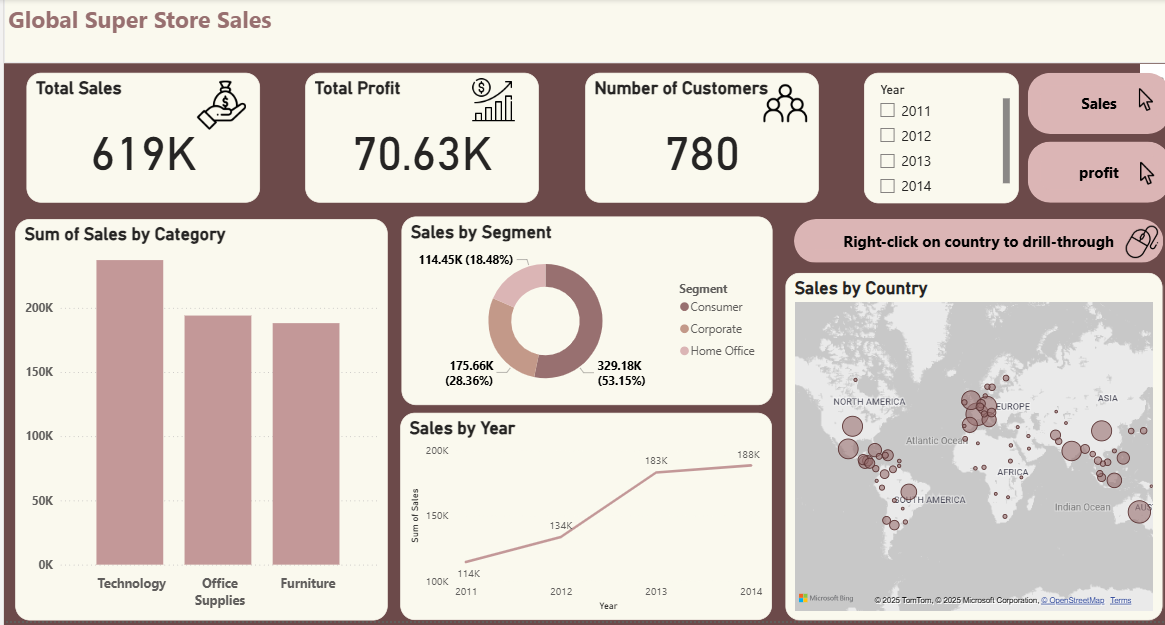 Global Super Store Sales
Total Sales
619K
Total Profit
70.63K
Number of Customers
780
Year
2011
2012
2013
2014
Sales
profit
Sum of Sales by Category
200K
150K
100K
50K
0K
Technology
Office
Supplies
Furniture
Sales by Segment
114.45K (18.48%)
175.66K
(28.36%)
329.18K
(53.15%)
Segment
Consumer
Corporate
Home Office
Sales by Year
200K
150K
100K
Sum of Sales
114K
134K
183K
188K
2011
2012
2013
2014
Year
Right-click on country to drill-through
Sales by Country
NORTH AMERICA
EUROPE
ASIA
Atlantic Ocean
AFRICA
SOUTH AMERICA
Indian Ocean
AUS
Microsoft Bing
© 2025 TomTom, © 2025 Microsoft Corporation, © OpenStreetMap Terms